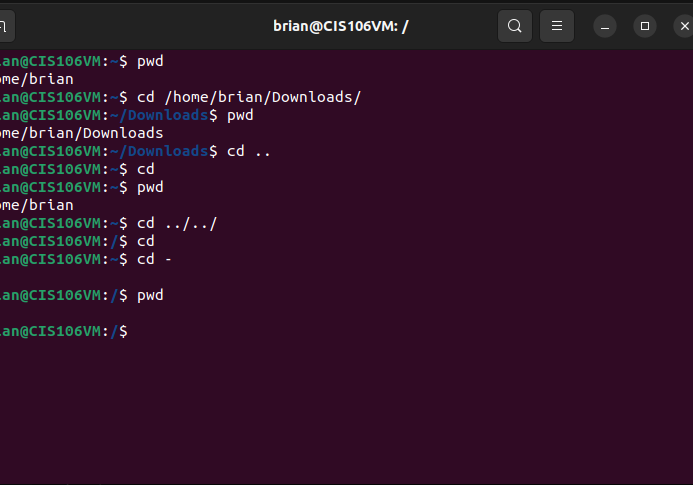 brian@CIS106VM: /
ian@CIS106VM:~$ pwd
ome/brian
ian@CIS106VM:~$ cd /home/brian/Downloads/
ian@CIS106VM:~/Downloads$ pwd
ome/brian/Downloads
ian@CIS106VM:~/Downloads$ cd ..
ian@CIS106VM:~$ cd
ian@CIS106VM:~$ pwd
ome/brian
ian@CIS106VM:~$ cd ../../
ian@CIS106VM:/$ cd
ian@CIS106VM:~$ cd -
ian@CIS106VM:/$ pwd
ian@CIS106VM:/$